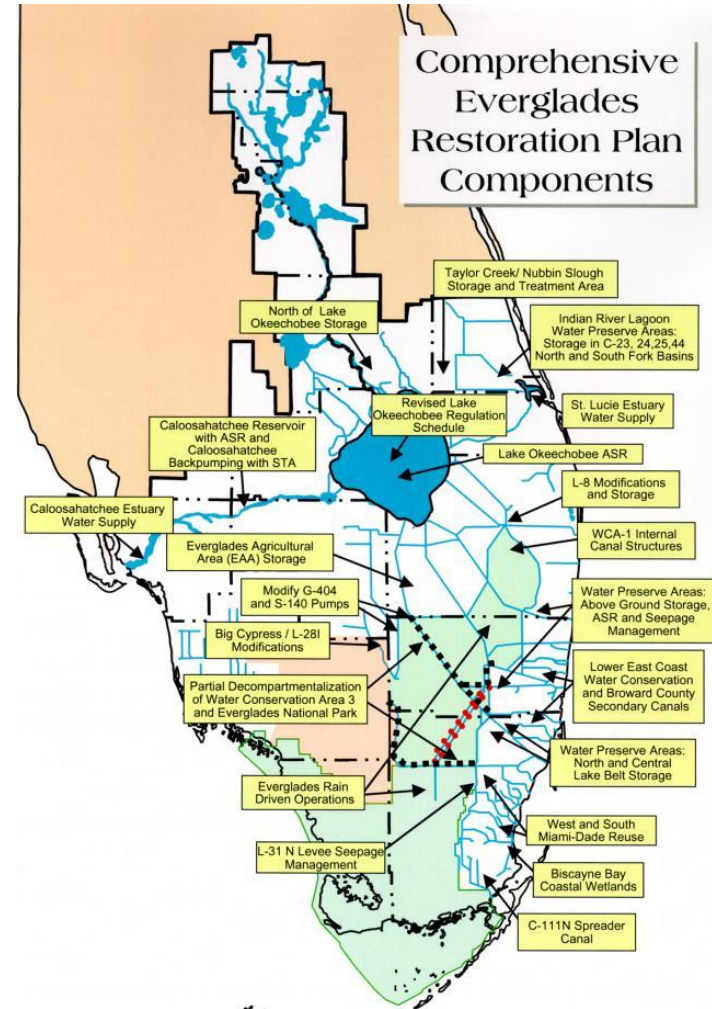 Comprehensive
Everglades
Restoration Plan
Components
Taylor Creek/ Nubbin Slough
Storage and Treatment Area
North of Lake
Okeechobee Storage
Indian River Lagoon
Water Preserve Areas:
Storage in C-23, 24,25,44
North and South Fork Basins
Revised Lake
Okeechobee Regulation
Schedule
St. Lucie Estuary
Water Supply
Caloosahatchee Reservoir
with ASR and
Caloosahatchee
Backpumping with STA
Lake Okeechobee ASR
L-8 Modifications
and Storage
Caloosahatchee Estuary
Water Supply
WCA-1 Internal
Canal Structures
Everglades Agricultural
Area (EAA) Storage
Modify G-404
and S-140 Pumps
Water Preserve Areas:
Above Ground Storage,
ASR and Seepage
Management
Big Cypress / L-28I
Modifications
Lower East Coast
Water Conservation
and Broward County
Secondary Canals
Partial Decompartmentalization
of Water Conservation Area 3
and Everglades National Park
Water Preserve Areas:
North and Central
Lake Belt Storage
Everglades Rain
Driven Operations
West and South
Miami-Dade Reuse
L-31 N Levee Seepage
Management
Biscayne Bay
Coastal Wetlands
C-111N Spreader
Canal